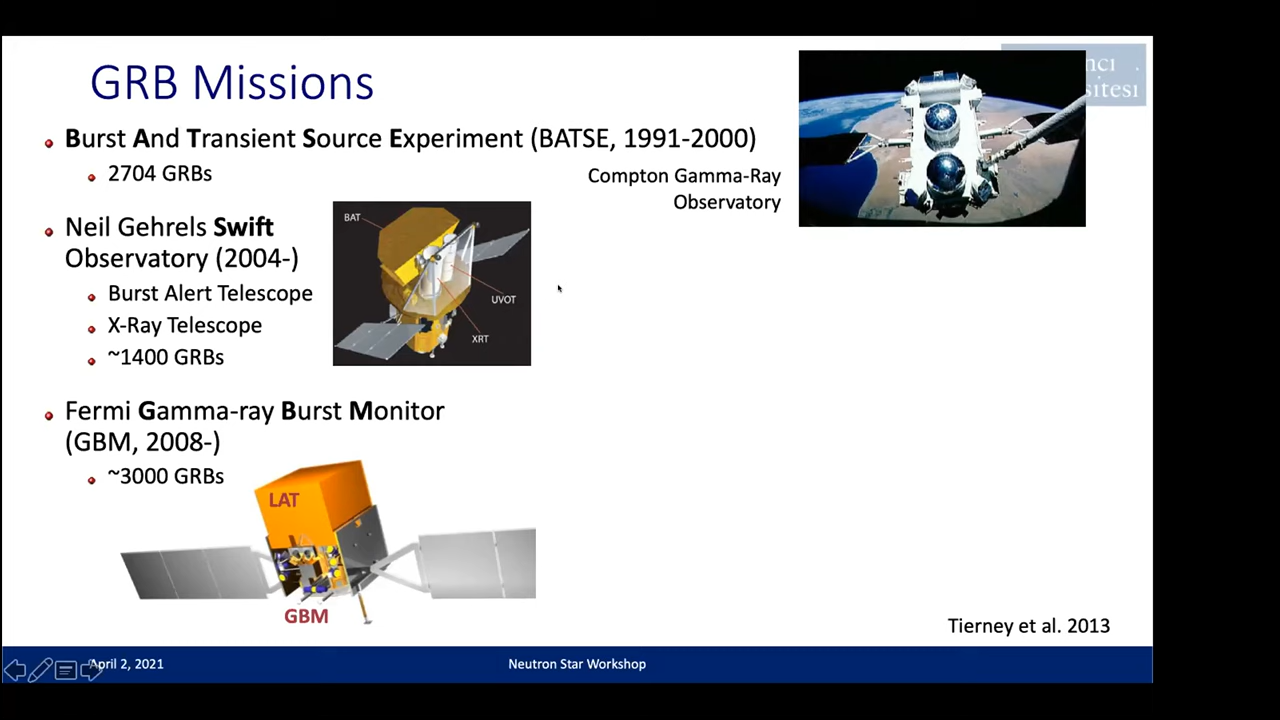 GRB Missions
Burst And Transient Source Experiment (BATSE, 1991-2000)
2704 GRBs
Compton Gamma-Ray
Observatory
Neil Gehrels Swift
Observatory (2004-)
Burst Alert Telescope
X-Ray Telescope
~1400 GRBs
BAT
UVOT
XRT
Fermi Gamma-ray Burst Monitor
(GBM, 2008-)
~3000 GRBs
LAT
GBM
Tierney et al. 2013
April 2, 2021
Neutron Star Workshop